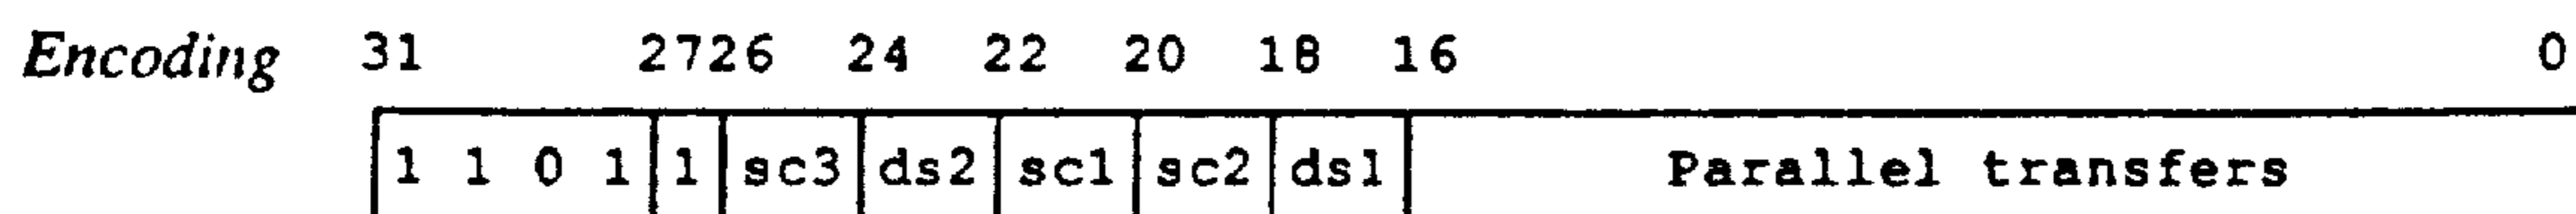 Encoding 31 2726 24 22 20 18 16 0
1 1 0 1 1 sc3 ds2 sc1 sc2 ds1 Parallel transfers